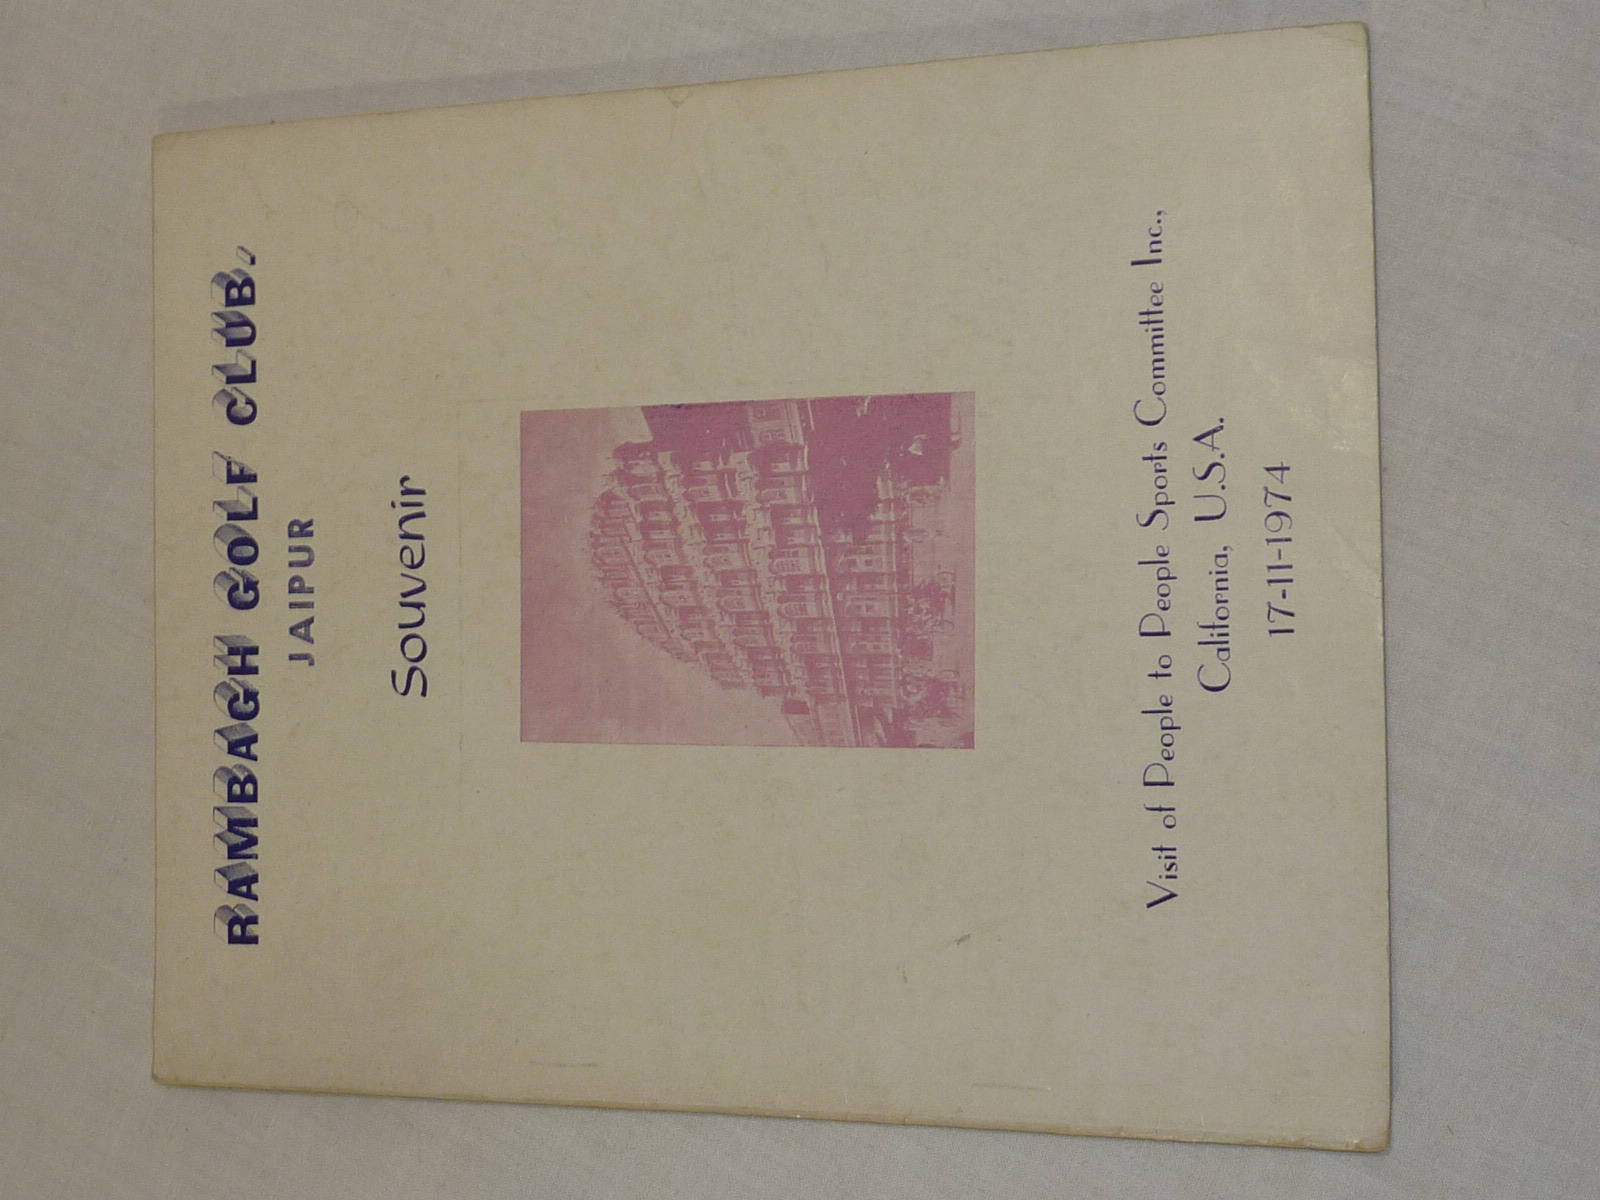 RAMBAGH GOLF CLUB.
JAIPUR
Souvenir
Visit of People to People Sports Committee Inc.,
California, U.S.A.
17-11-1974